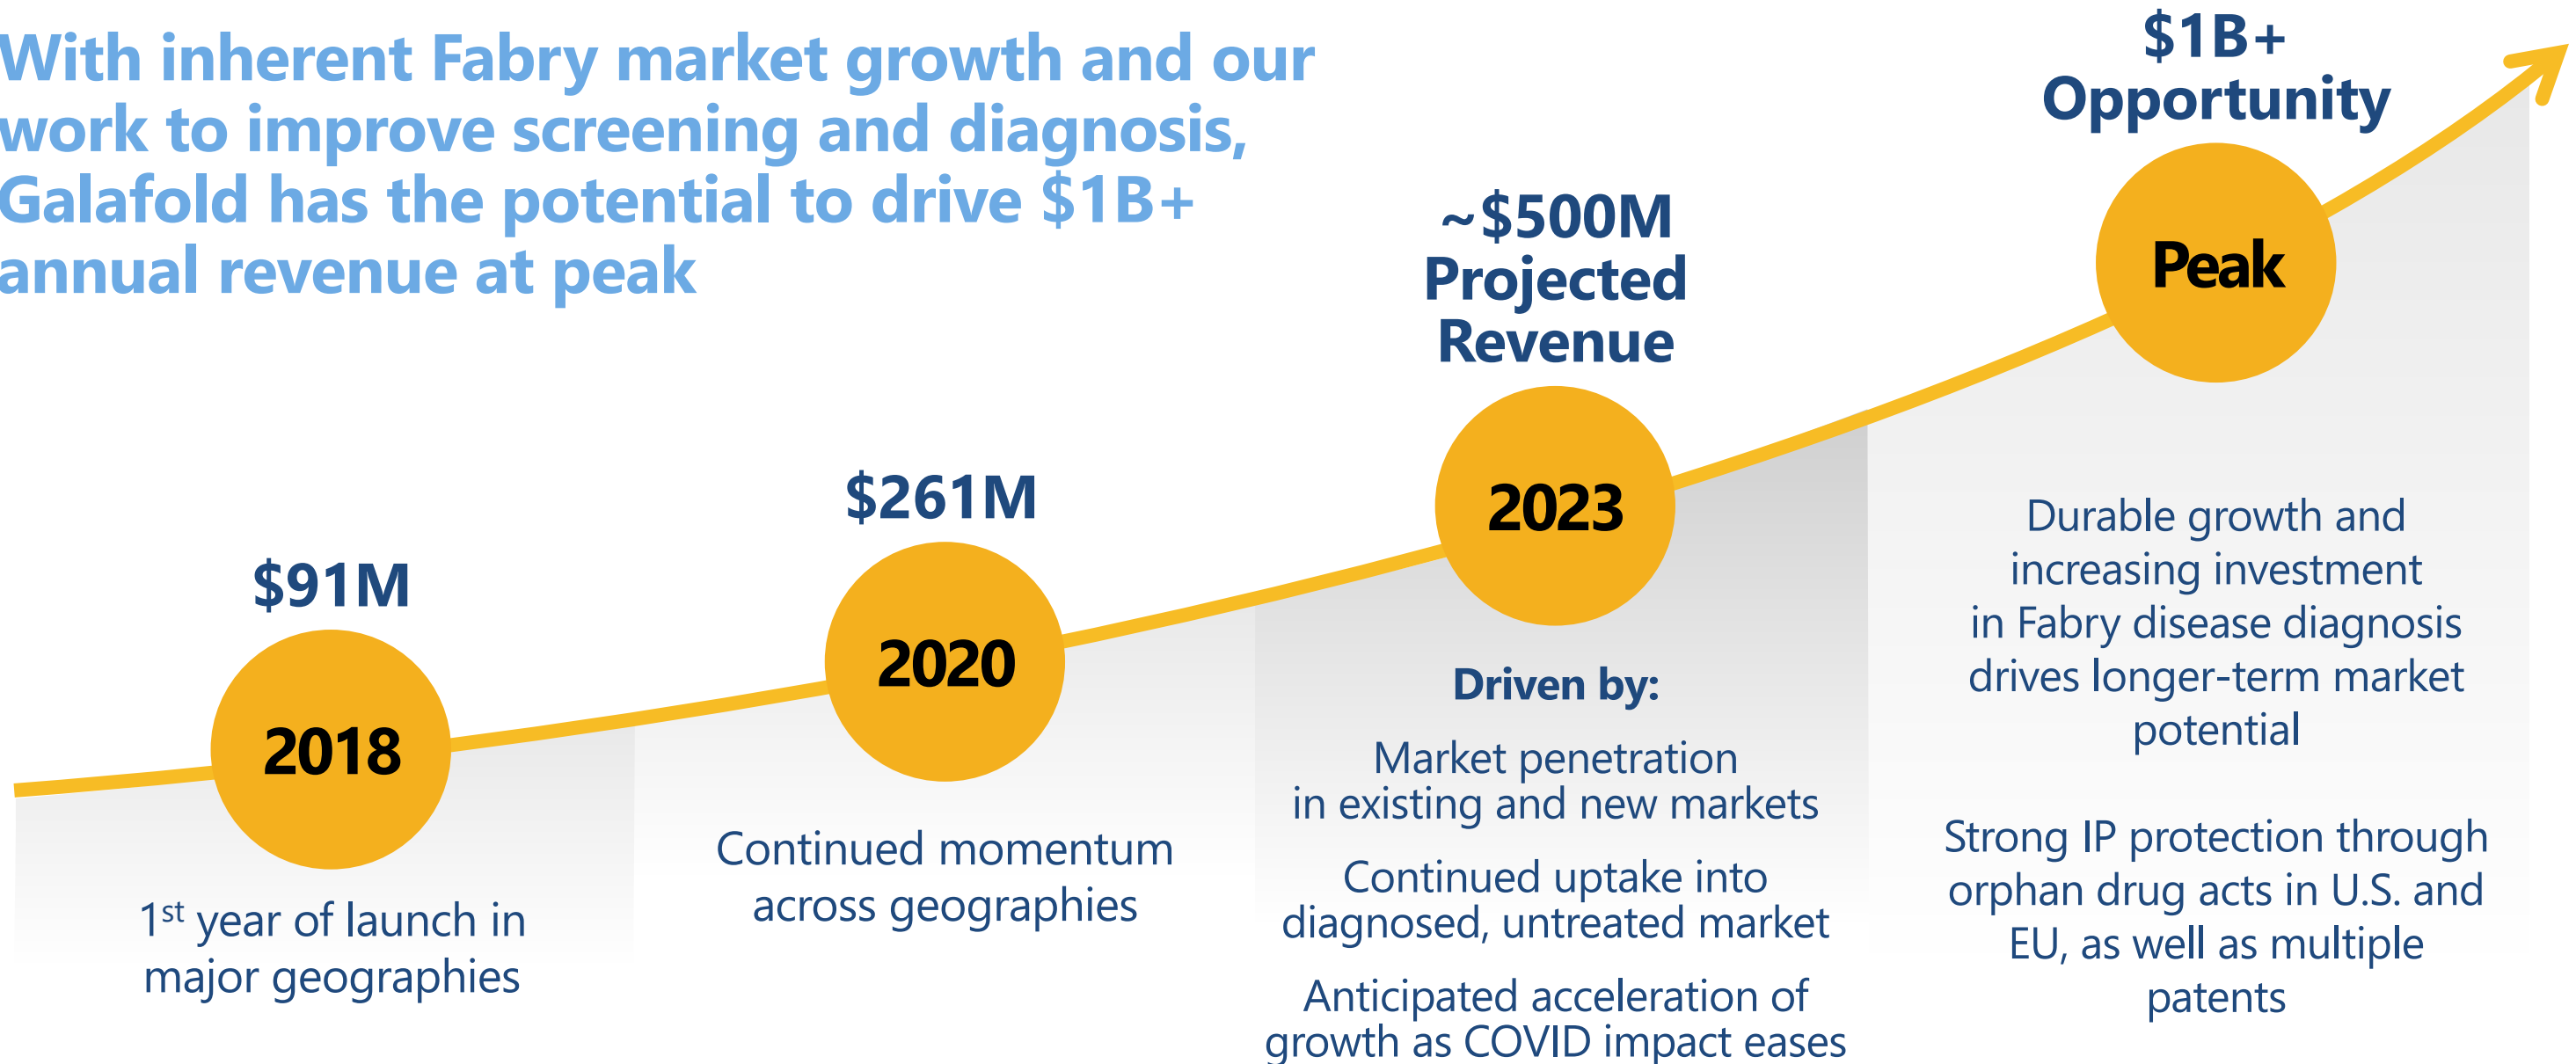 With inherent Fabry market growth and our
work to improve screening and diagnosis,
Galafold has the potential to drive $1B+
annual revenue at peak
$91M
2018
1st year of launch in
major geographies
$261M
2020
Continued momentum
across geographies
~$500M
Projected
Revenue
2023
Driven by:
Market penetration
in existing and new markets
Continued uptake into
diagnosed, untreated market
Anticipated acceleration of
growth as COVID impact eases
$1B+
Opportunity
Peak
Durable growth and
increasing investment
in Fabry disease diagnosis
drives longer-term market
potential
Strong IP protection through
orphan drug acts in U.S. and
EU, as well as multiple
patents